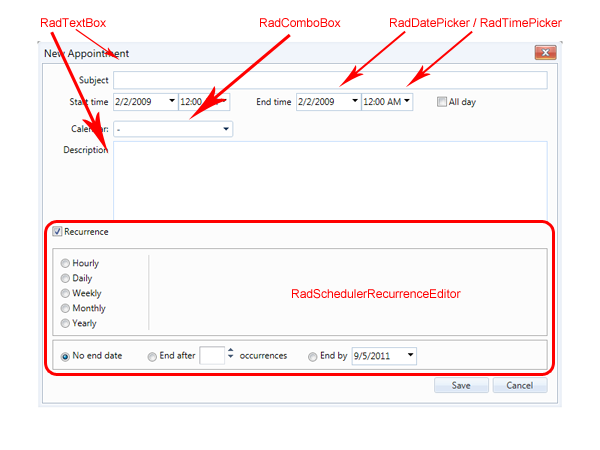 RadTextBox RadComboBox RadDatePicker / RadTimePicker
New Appointment
Subject
Start time 2/2/2009 12:00 End time 2/2/2009 12:00 AM All day
Calendar: -
Description
Recurrence
Hourly
Daily
Weekly
RadSchedulerRecurrenceEditor
Monthly
Yearly
No end date End after occurrences End by 9/5/2011
Save Cancel